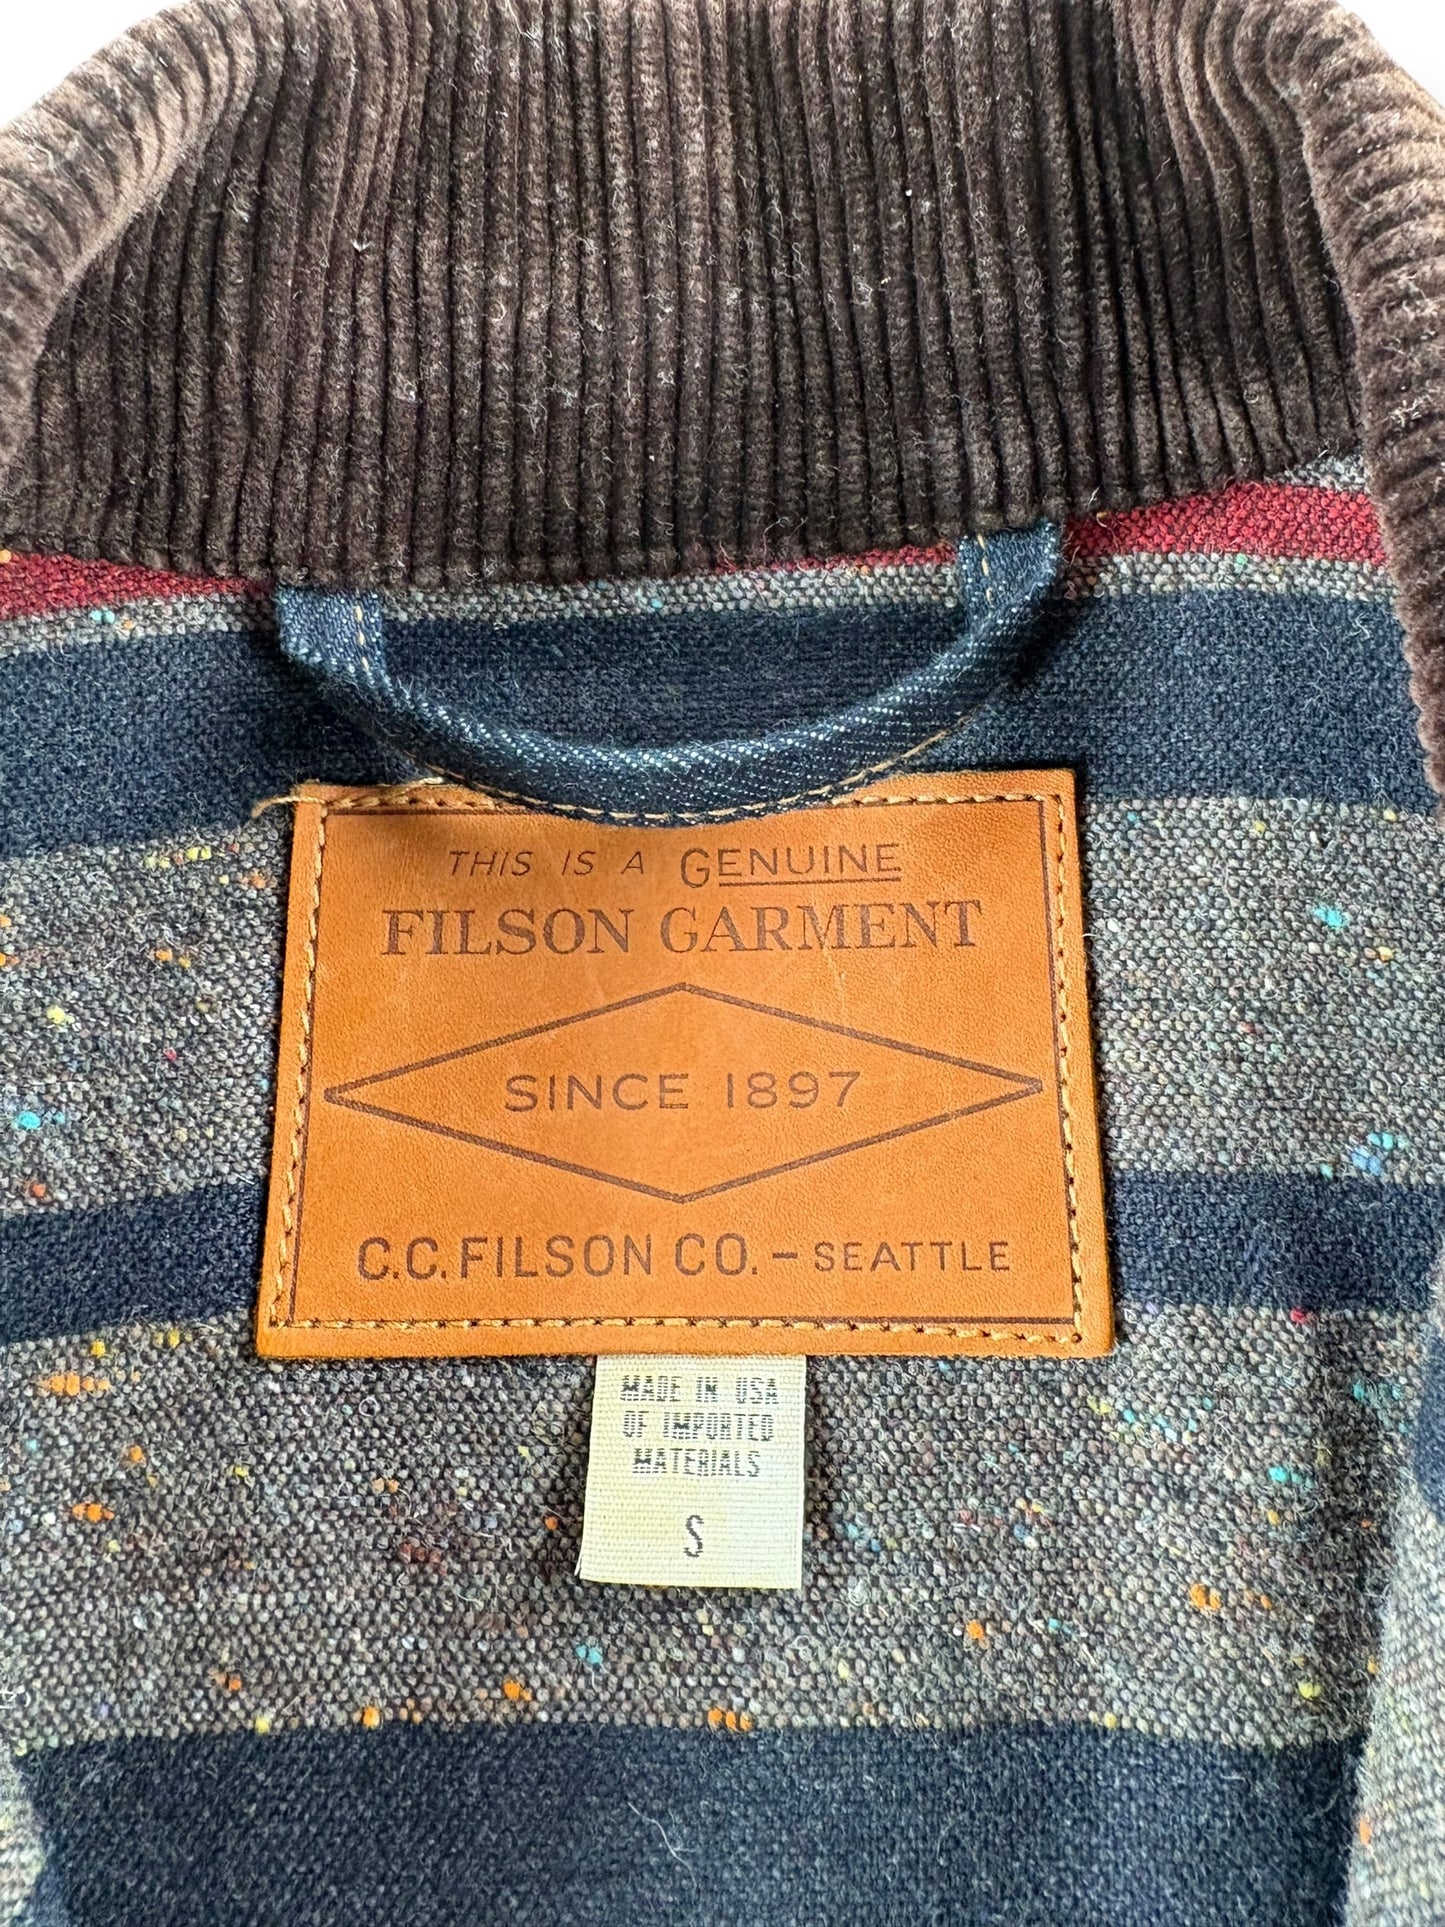 THIS IS A GENUINE
FILSON GARMENT
SINCE 1897
C.C. FILSON CO. – SEATTLE
MADE IN USA
OF IMPORTED
MATERIALS
S